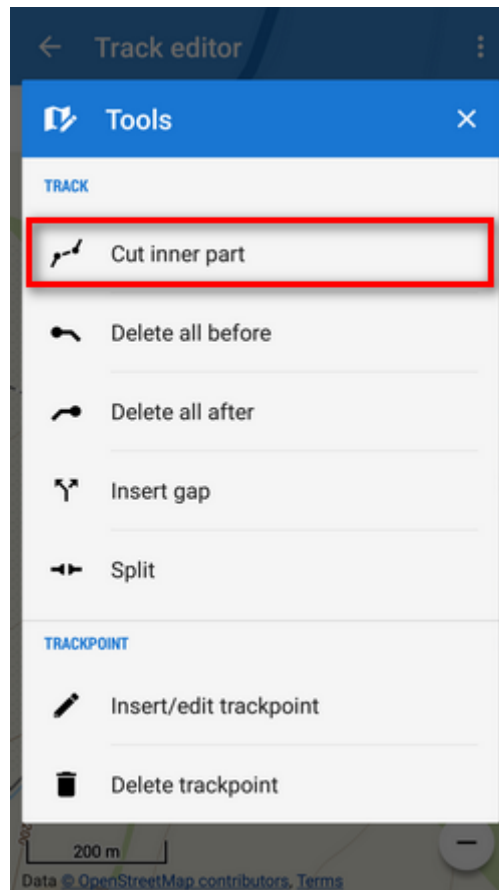 Track editor
Tools
TRACK
Cut inner part
Delete all before
Delete all after
Insert gap
Split
TRACKPOINT
Insert/edit trackpoint
Delete trackpoint
200
200 m
Data © OpenStreetMap contributors, Terms